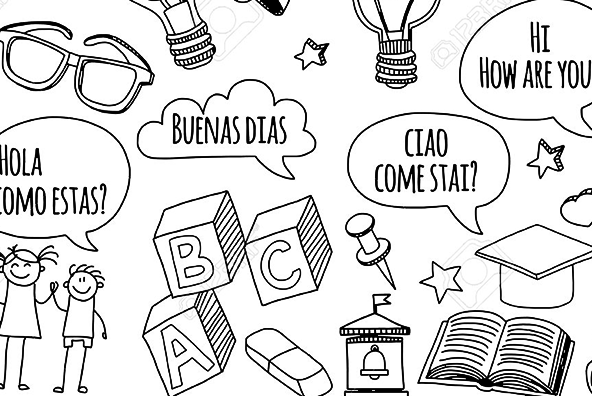 HI
HOW ARE YOU
BUENAS DIAS
CIAO
COME STAI?
HOLA
COMO ESTAS?
B
C
A